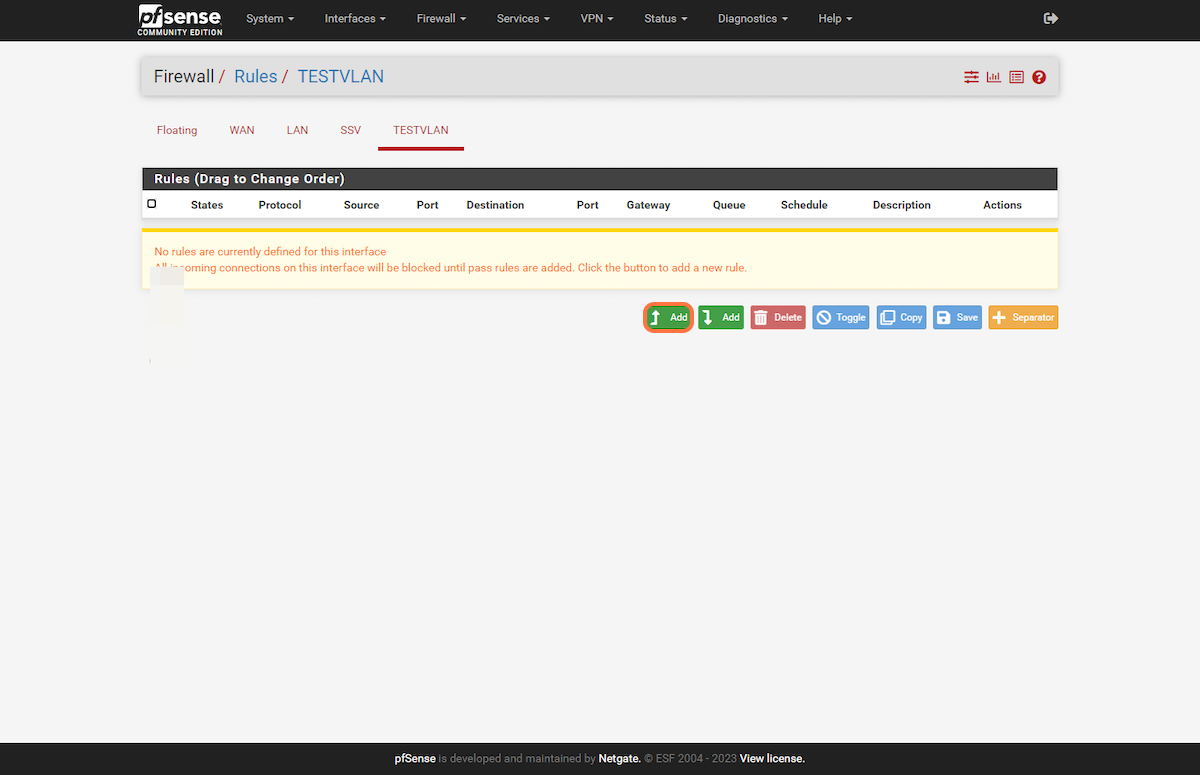 pfsense
COMMUNITY EDITION
System Interfaces Firewall Services VPN Status Diagnostics Help
Firewall / Rules / TESTVLAN
Floating WAN LAN SSV TESTVLAN
Rules (Drag to Change Order)
States Protocol Source Port Destination Port Gateway Queue Schedule Description Actions
No rules are currently defined for this interface
All incoming connections on this interface will be blocked until pass rules are added. Click the button to add a new rule.
Add Add Delete Toggle Copy Save Separator
pfSense is developed and maintained by Netgate. © ESF 2004 - 2023 View license.